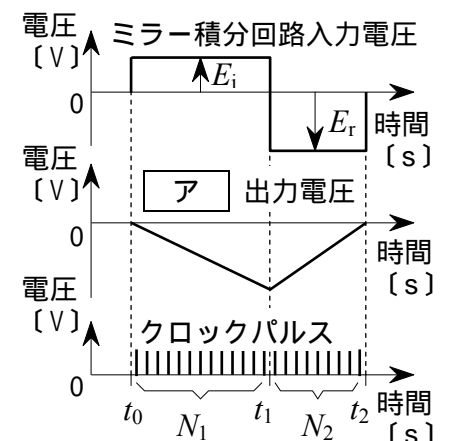 電圧
〔V〕
ミラー積分回路入力電圧
Ei
0
Er
時間
〔s〕
電圧
〔V〕
ア 出力電圧
0
時間
〔s〕
電圧
〔V〕
クロックパルス
0
t0 N1 t1 N2 t2
時間
〔s〕